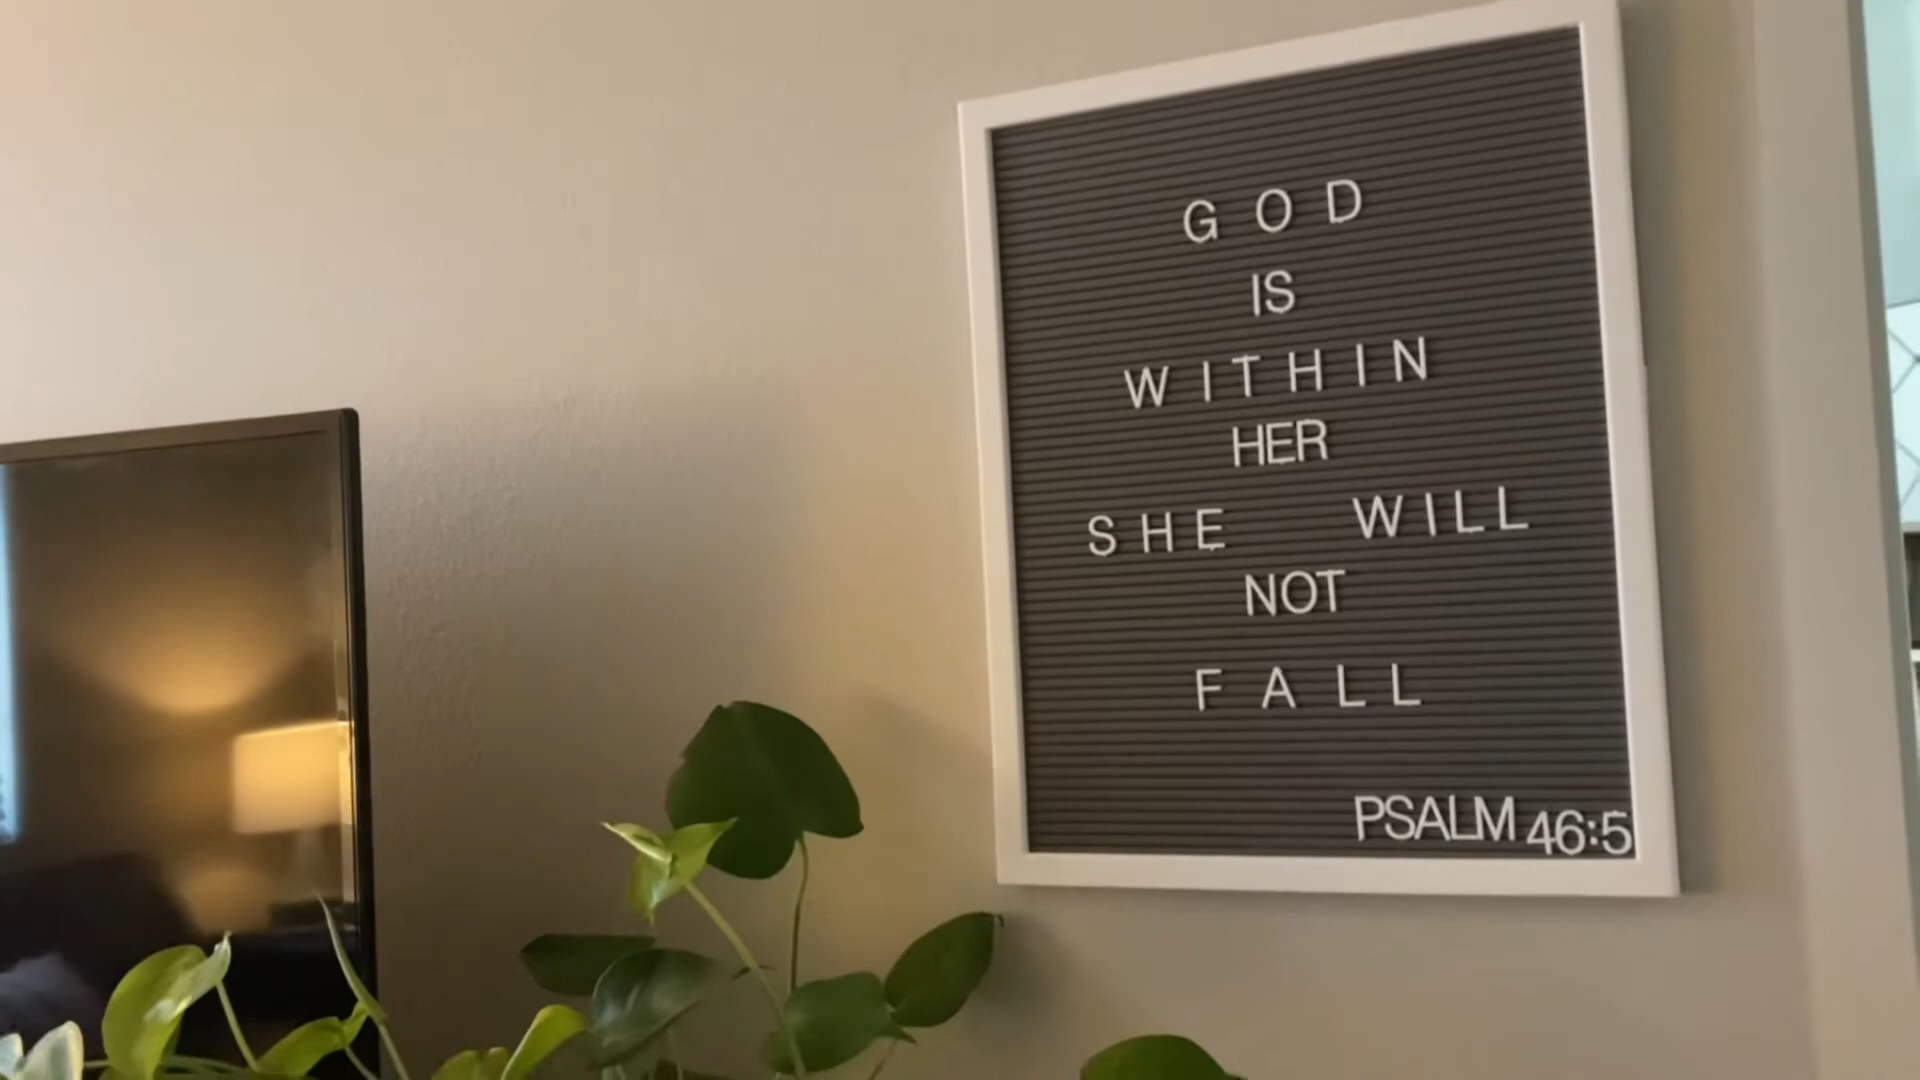 GOD
IS
WITHIN
HER
SHE WILL
NOT
FALL
PSALM 46:5